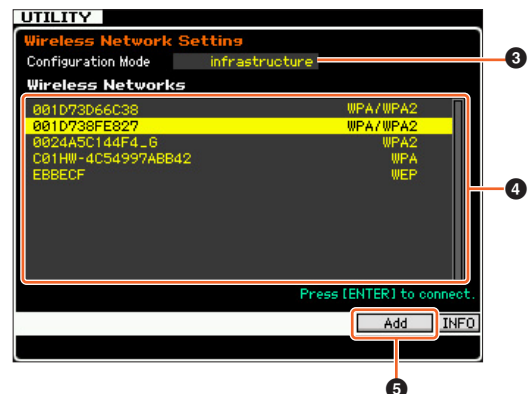 UTILITY
Wireless Network Setting
Configuration Mode infrastructure
3
Wireless Networks
001D73D66C38 WPA/WPA2
001D738FE827 WPA/WPA2
0024A5C144F4_G WPA2
C01HW-4C54997ABB42 WPA
EBBECF WEP
4
Press [ENTER] to connect.
Add INFO
5